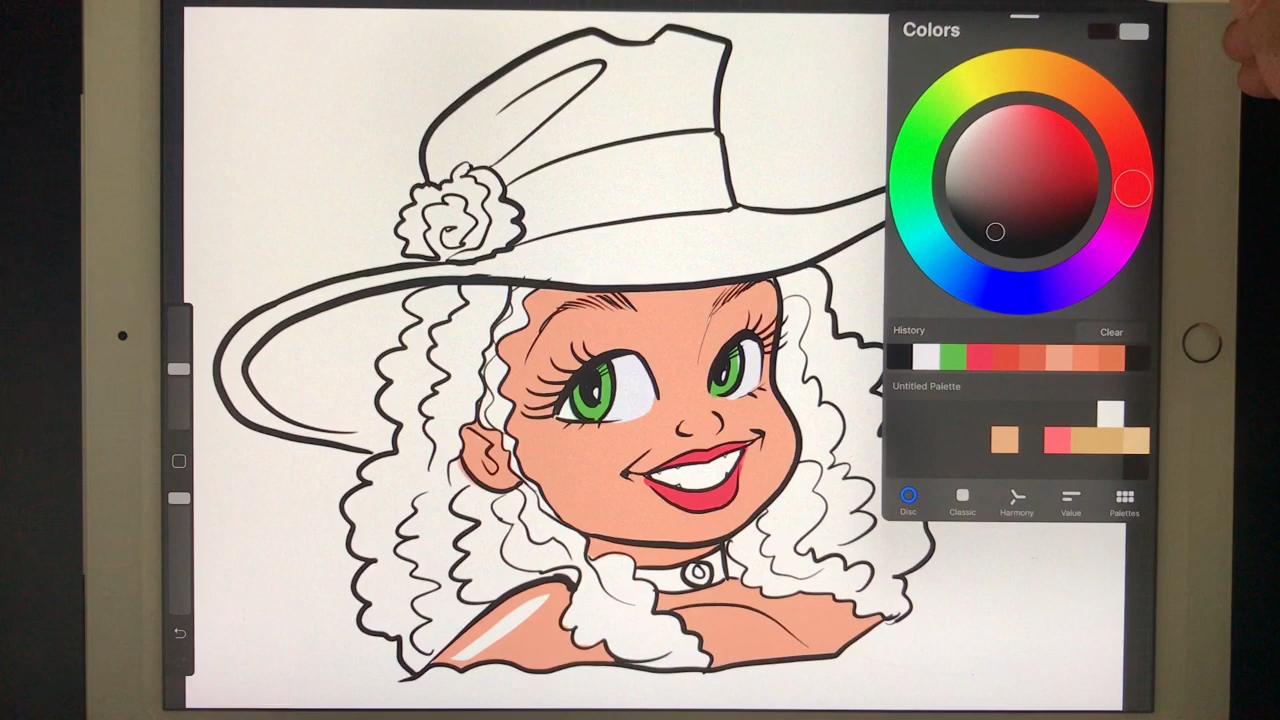 Colors
History
Clear
Untitled Palette
Disc
Classic
Harmony
Value
Palettes